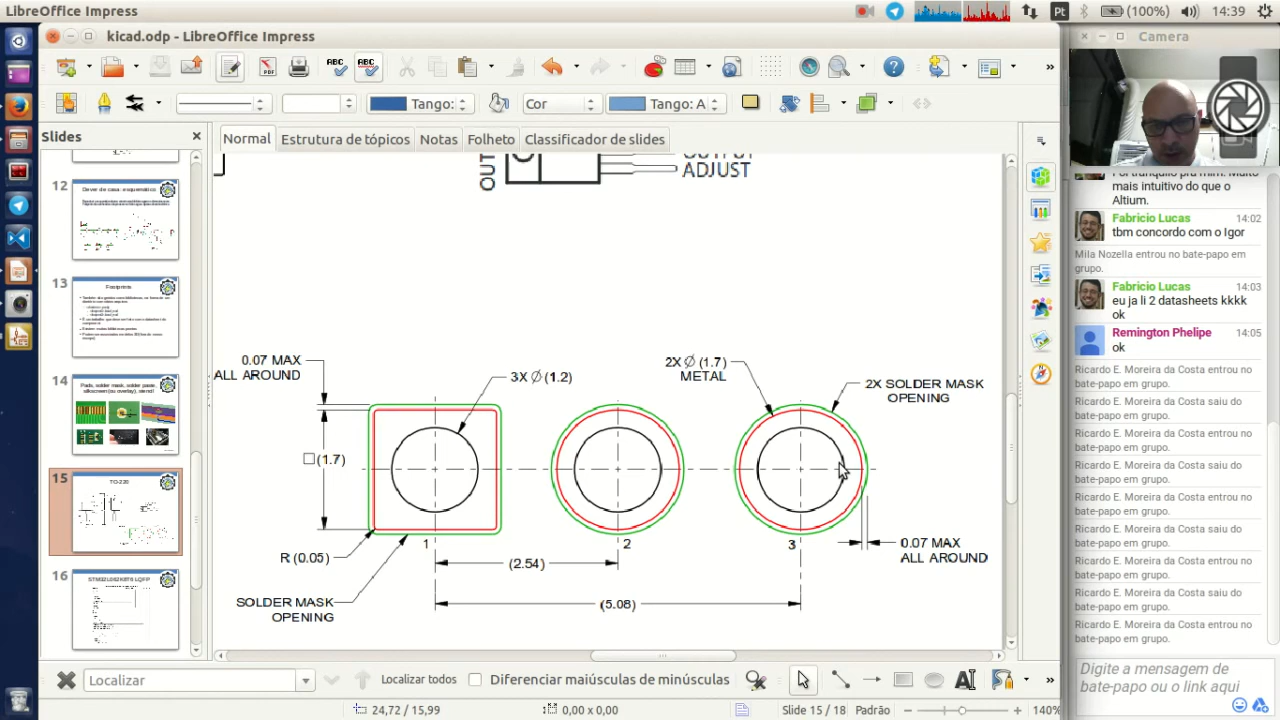 LibreOffice Impress
Pt
(100%)
14:39
kicad.odp - LibreOffice Impress
Camera
ABC
ABC
PDF
Tango:
Cor
Tango: A
Slides
Normal
Estrutura de tópicos
Notas
Folheto
Classificador de slides
12
Dever de casa: esquemático
13
Footprints
14
Pads, solder mask, solder paste,
silkscreen (ou overlay), stencil
15
TO-220
16
OUT
ADJUST
0.07 MAX
ALL AROUND
3X Ø (1.2)
2X Ø (1.7)
METAL
2X SOLDER MASK
OPENING
□(1.7)
R (0.05)
1
2
3
(2.54)
0.07 MAX
ALL AROUND
SOLDER MASK
OPENING
(5.08)
mais intuitivo do que o
Altium.
Fabricio Lucas
14:02
tbm concordo com o Igor
Mila Nozella entrou no bate-papo em
grupo.
Fabricio Lucas
14:03
eu ja li 2 datasheets kkkk
ok
Remington Phelipe
14:05
ok
Ricardo E. Moreira da Costa entrou no
bate-papo em grupo.
Ricardo E. Moreira da Costa saiu do
bate-papo em grupo.
Ricardo E. Moreira da Costa entrou no
bate-papo em grupo.
Ricardo E. Moreira da Costa saiu do
bate-papo em grupo.
Ricardo E. Moreira da Costa entrou no
bate-papo em grupo.
Ricardo E. Moreira da Costa saiu do
bate-papo em grupo.
Ricardo E. Moreira da Costa entrou no
bate-papo em grupo.
Ricardo E. Moreira da Costa saiu do
bate-papo em grupo.
Ricardo E. Moreira da Costa entrou no
bate-papo em grupo.
Digite a mensagem de
bate-papo ou o link aqui
Localizar
Localizar todos
Diferenciar maiúsculas de minúsculas
24,72 / 15,99
0,00 x 0,00
Slide 15 / 18
Padrão
140%